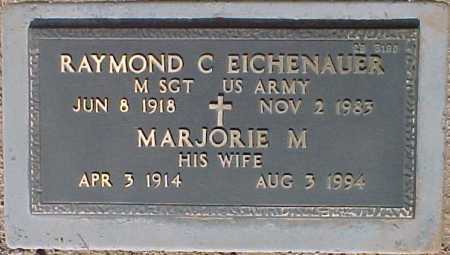 RAYMOND C EICHENAUER
M SGT US ARMY
JUN 8 1918 NOV 2 1983
MARJORIE M
HIS WIFE
APR 3 1914 AUG 3 1994